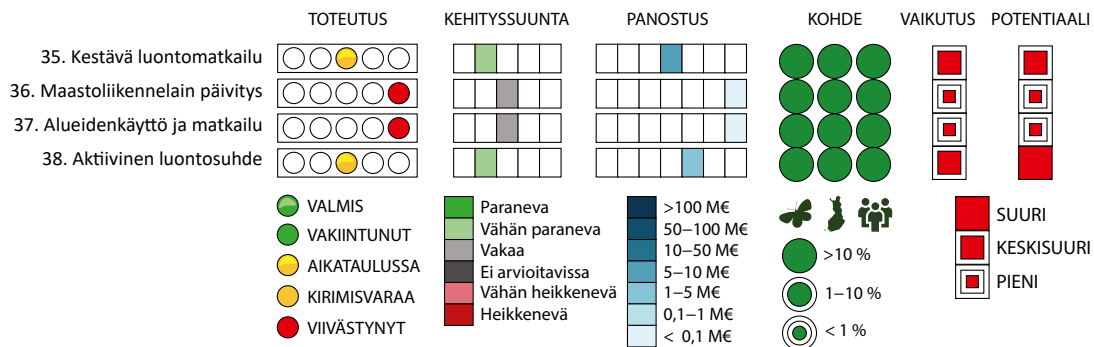 TOTEUTUS KEHITYSSUUNTA PANOSTUS KOHDE VAIKUTUS POTENTIAALI
35. Kestävä luontomatkailu
36. Maastoliikennelain päivitys
37. Alueidenkäyttö ja matkailu
38. Aktiivinen luontosuhde
VALMIS
VAKIINTUNUT
AIKATAULUSSA
KIRIMISVARAA
VIIVÄSTYNYT
Paraneva
Vähän paraneva
Vakaa
Ei arvioitavissa
Vähän heikkenevä
Heikkenevä
>100 M€
50–100 M€
10–50 M€
5–10 M€
1–5 M€
0,1–1 M€
< 0,1 M€
>10 %
1–10 %
< 1 %
SUURI
KESKISUURI
PIENI